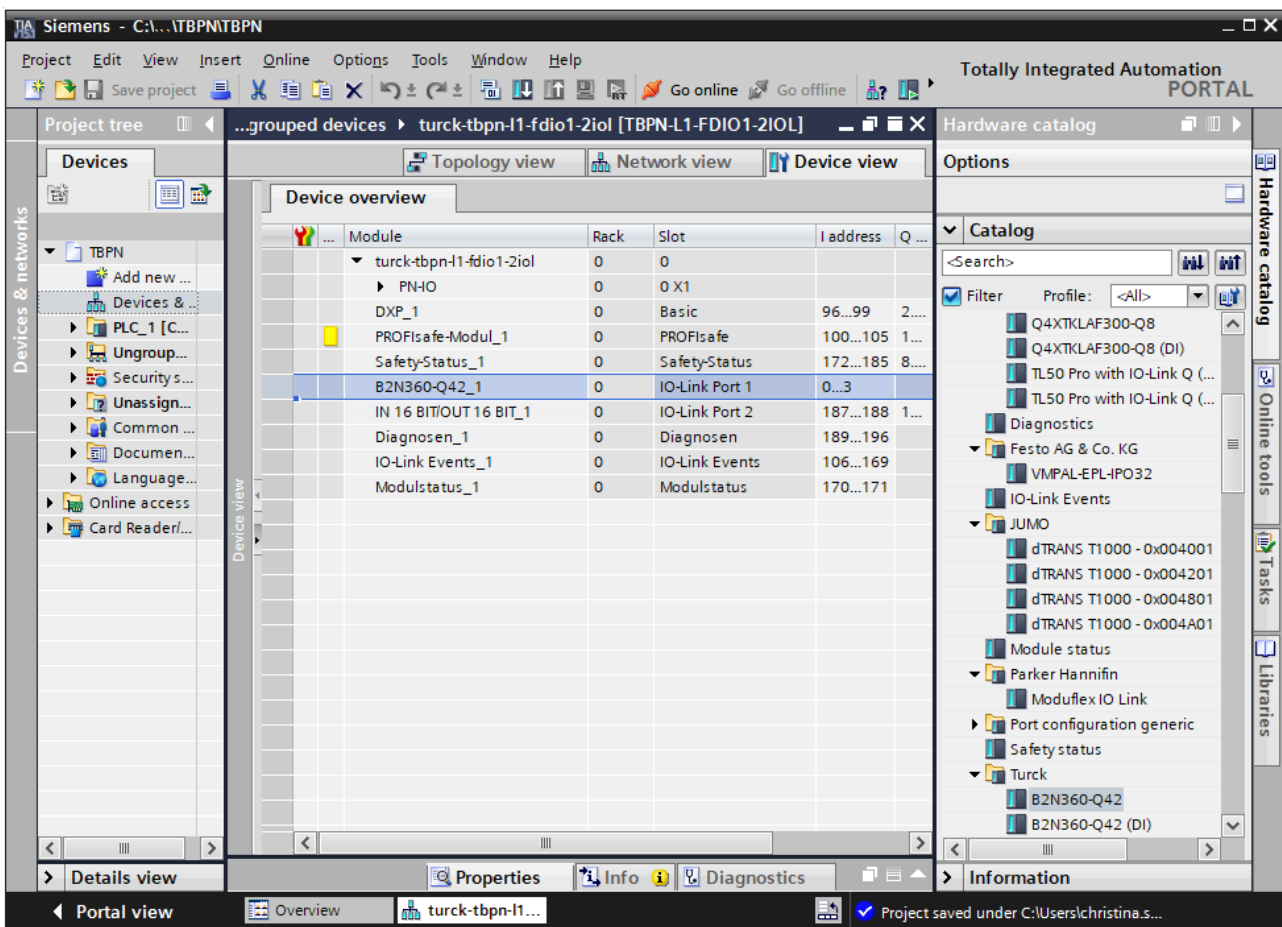 Siemens - C:\...\TBPN\TBPN
Project Edit View Insert Online Options Tools Window Help
Totally Integrated Automation
PORTAL
Save project Go online Go offline
Project tree
...grouped devices turck-tbpn-l1-fdio1-2iol [TBPN-L1-FDIO1-2IOL]
Hardware catalog
Devices
Topology view Network view Device view
Options
Device overview
Devices & networks
TBPN
Add new ...
Devices & ..
PLC_1 [C...
Ungroup...
Security s...
Unassign...
Common ...
Documen...
Language...
Online access
Card Reader/...
Device view
... Module Rack Slot I address Q ...
turck-tbpn-l1-fdio1-2iol 0 0
PN-IO 0 0 X1
DXP_1 0 Basic 96...99 2....
PROFIsafe-Modul_1 0 PROFIsafe 100...105 1...
Safety-Status_1 0 Safety-Status 172...185 8....
B2N360-Q42_1 0 IO-Link Port 1 0...3
IN 16 BIT/OUT 16 BIT_1 0 IO-Link Port 2 187...188 1...
Diagnosen_1 0 Diagnosen 189...196
IO-Link Events_1 0 IO-Link Events 106...169
Modulstatus_1 0 Modulstatus 170...171
Catalog
<Search>
Filter Profile: <All>
Q4XTKLAF300-Q8
Q4XTKLAF300-Q8 (DI)
TL50 Pro with IO-Link Q (...
TL50 Pro with IO-Link Q (...
Diagnostics
Festo AG & Co. KG
VMPAL-EPL-IPO32
IO-Link Events
JUMO
dTRANS T1000 - 0x004001
dTRANS T1000 - 0x004201
dTRANS T1000 - 0x004801
dTRANS T1000 - 0x004A01
Module status
Parker Hannifin
Moduflex IO Link
Port configuration generic
Safety status
Turck
B2N360-Q42
B2N360-Q42 (DI)
Hardware catalog
Online tools
Tasks
Libraries
Details view
Properties Info Diagnostics
Information
Portal view
Overview
turck-tbpn-l1...
Project saved under C:\Users\christina.s...